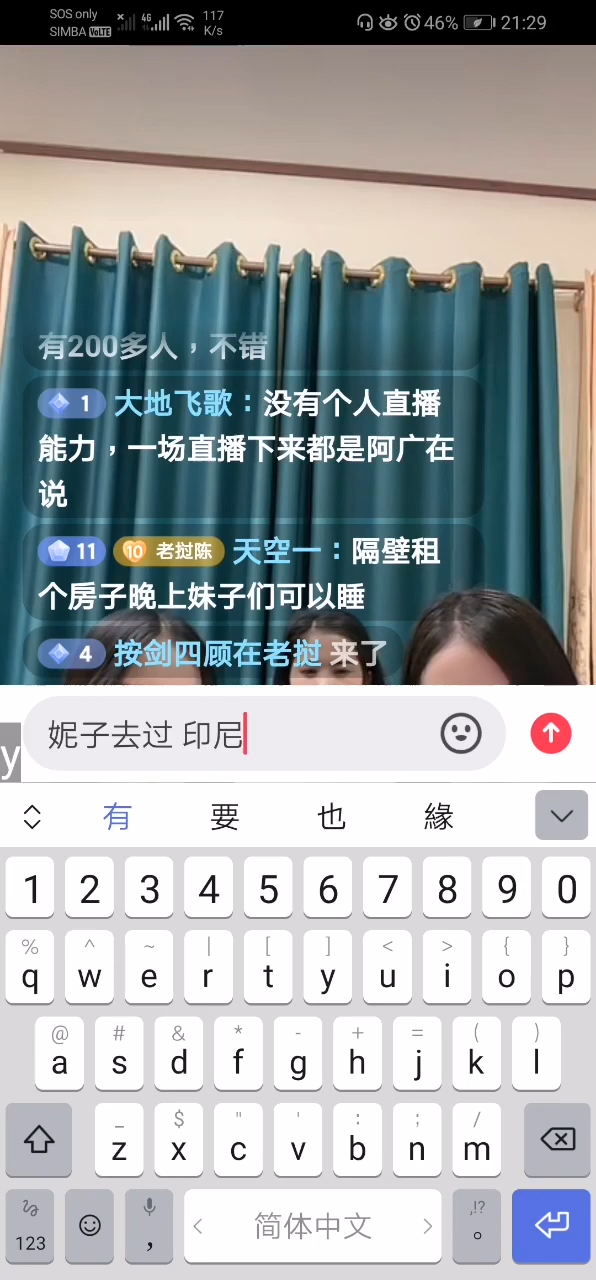 SOS only
SIMBA VoLTE
4G
117
K/s
46%
21:29
有200多人，不错
1 大地飞歌：没有个人直播
能力，一场直播下来都是阿广在
说
11 10 老挝陈 天空一：隔壁租
个房子晚上妹子们可以睡
4 按剑四顾在老挝 来了
y
妮子去过 印尼
有 要 也 緣
1 2 3 4 5 6 7 8 9 0
% ^ ~ | [ ] < > { }
q w e r t y u i o p
@ # & * - + = ( )
a s d f g h j k l
_ $ " ' : ; /
z x c v b n m
,!?
123 , < 简体中文 > 。